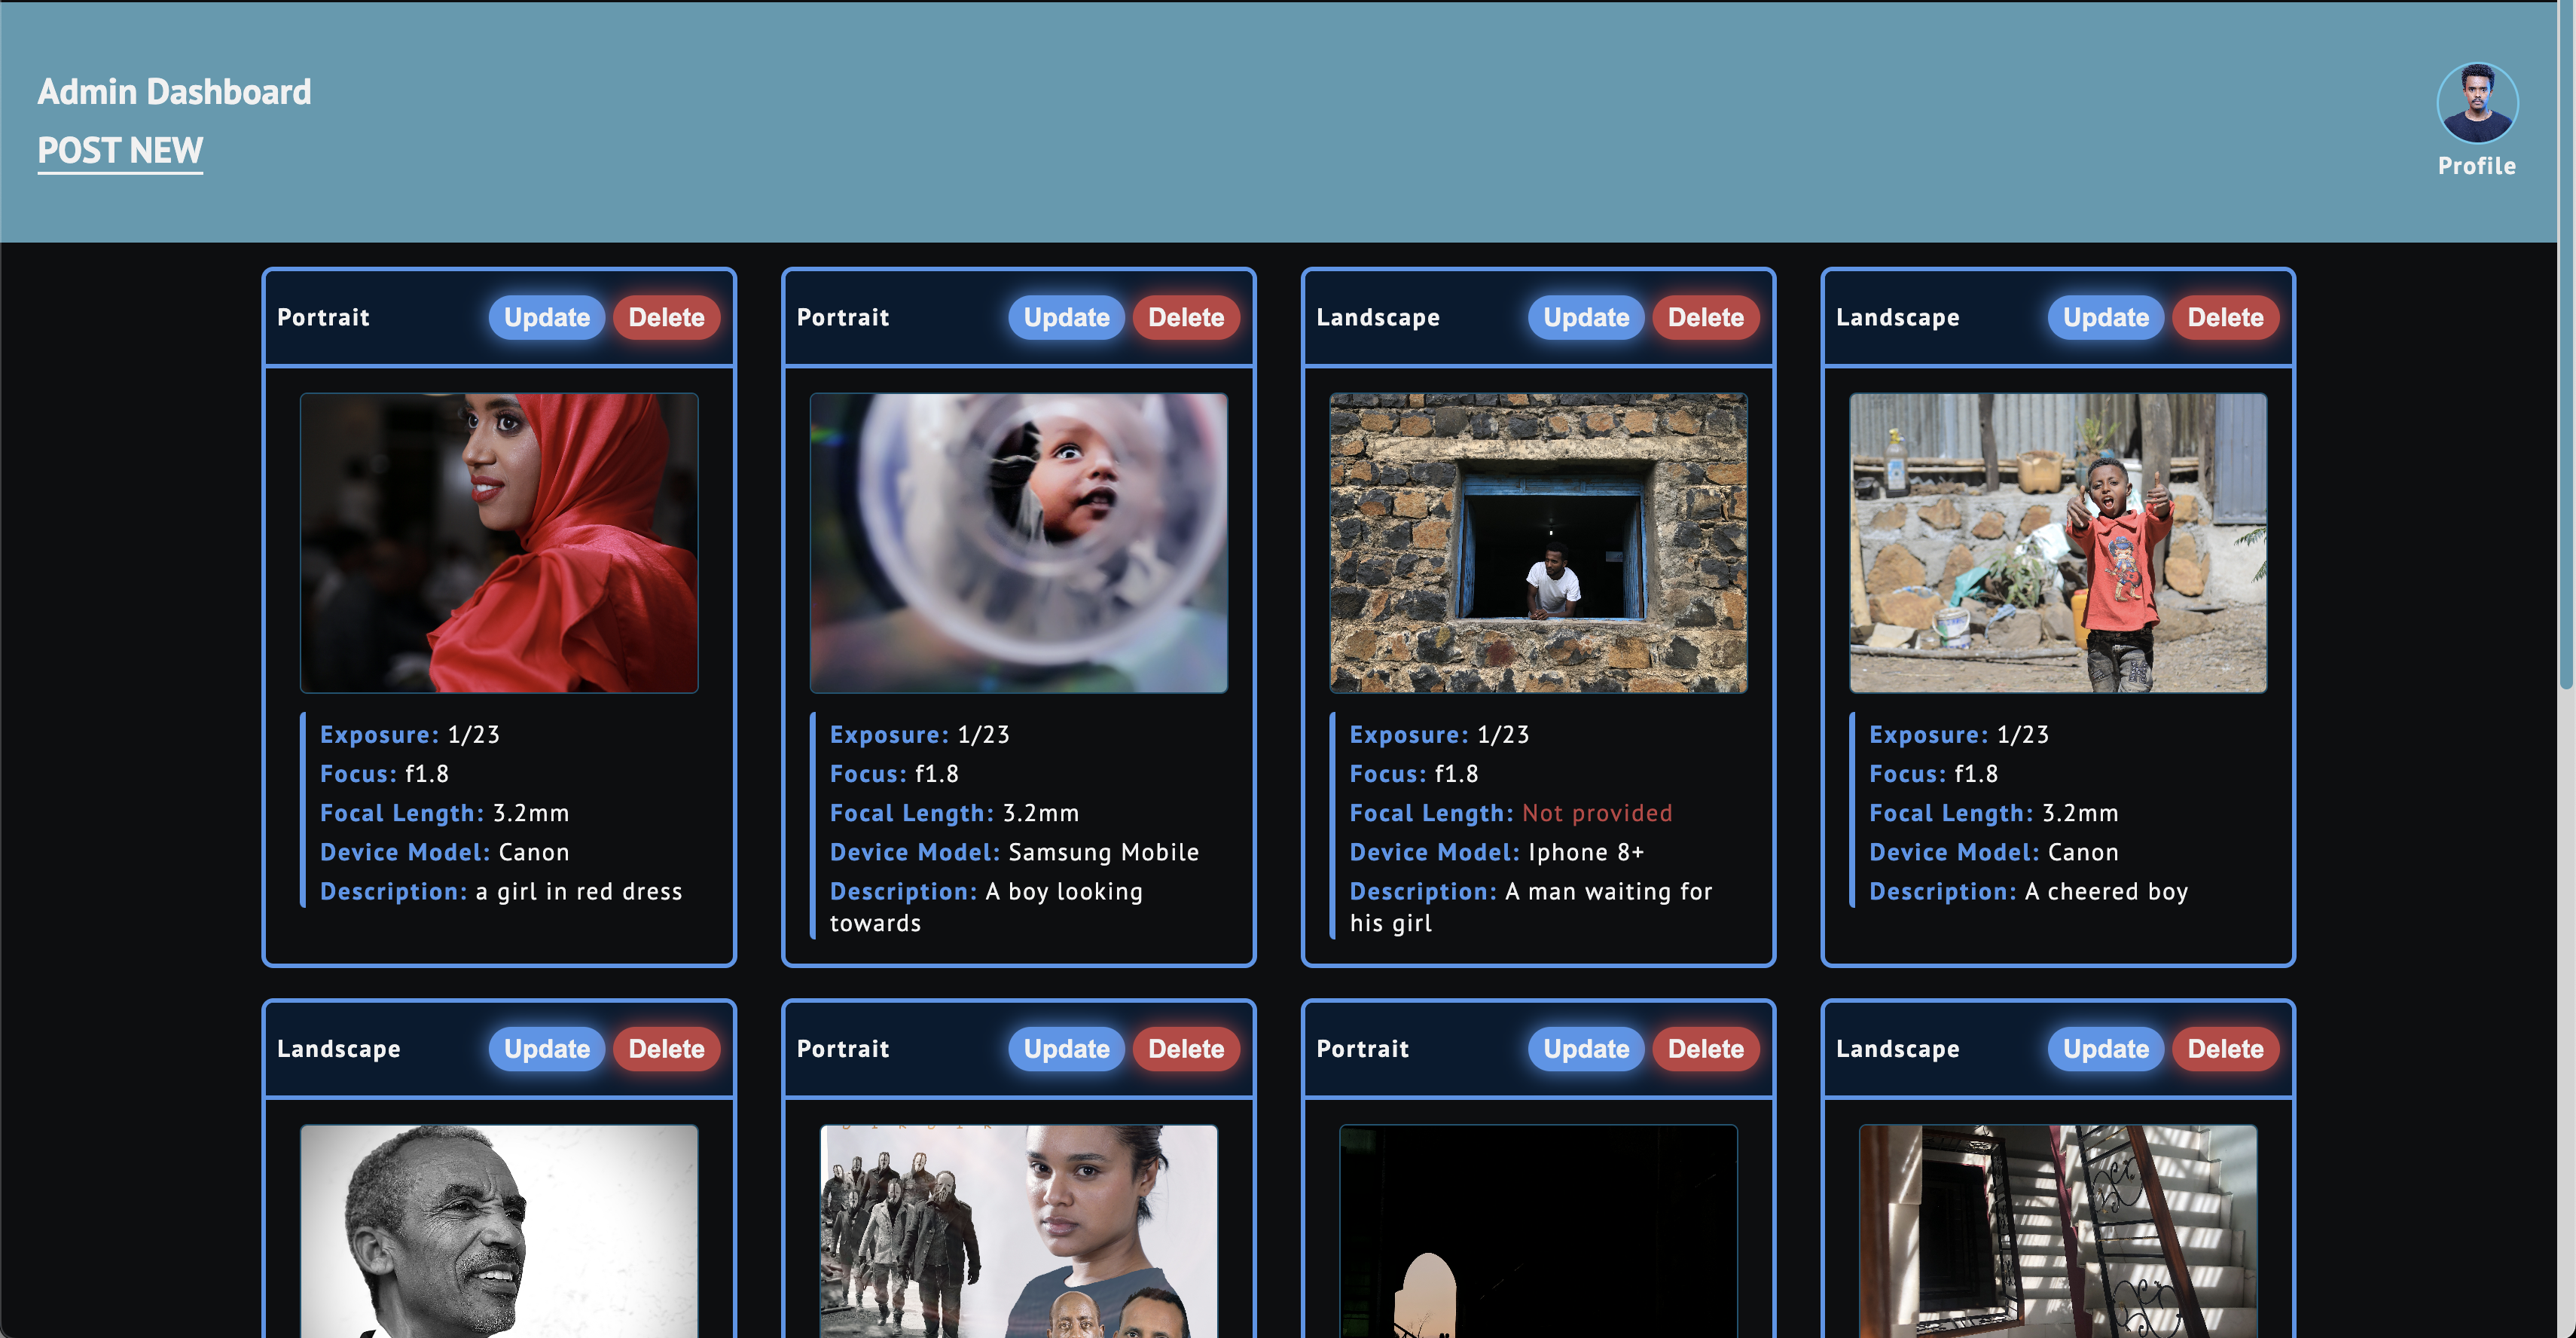 Admin Dashboard
POST NEW
Profile
Portrait
Update
Delete
Exposure: 1/23
Focus: f1.8
Focal Length: 3.2mm
Device Model: Canon
Description: a girl in red dress
Portrait
Update
Delete
Exposure: 1/23
Focus: f1.8
Focal Length: 3.2mm
Device Model: Samsung Mobile
Description: A boy looking
towards
Landscape
Update
Delete
Exposure: 1/23
Focus: f1.8
Focal Length: Not provided
Device Model: Iphone 8+
Description: A man waiting for
his girl
Landscape
Update
Delete
Exposure: 1/23
Focus: f1.8
Focal Length: 3.2mm
Device Model: Canon
Description: A cheered boy
Landscape
Update
Delete
Portrait
Update
Delete
Portrait
Update
Delete
Landscape
Update
Delete